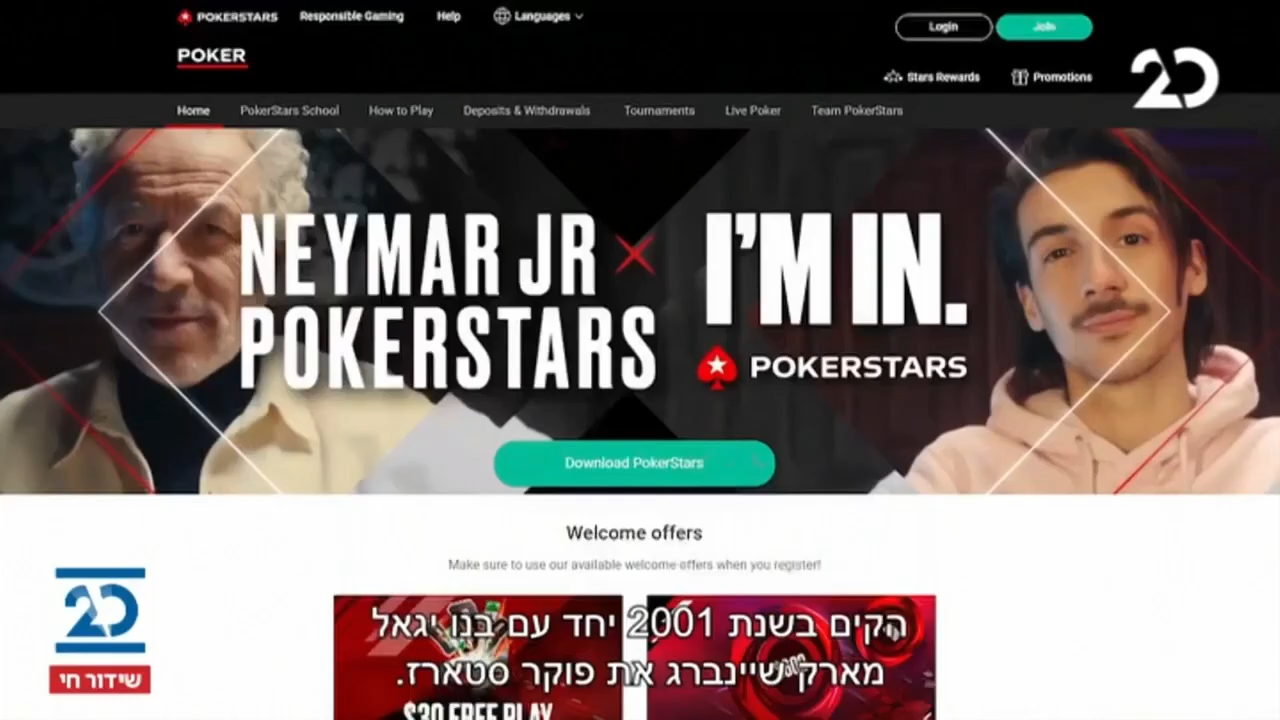 POKERSTARS Responsible Gaming Help Languages Login Join
POKER
Stars Rewards Promotions
20
Home PokerStars School How to Play Deposits & Withdrawals Tournaments Live Poker Team PokerStars
NEYMAR JR
POKERSTARS
I'M IN.
POKERSTARS
Download PokerStars
Welcome offers
Make sure to use our available welcome offers when you register!
20
שידור חי
הקים בשנת 2001 יחד עם בנו יגאל
מארק שיינברג את פוקר סטארז.
$30 FREE PLAY